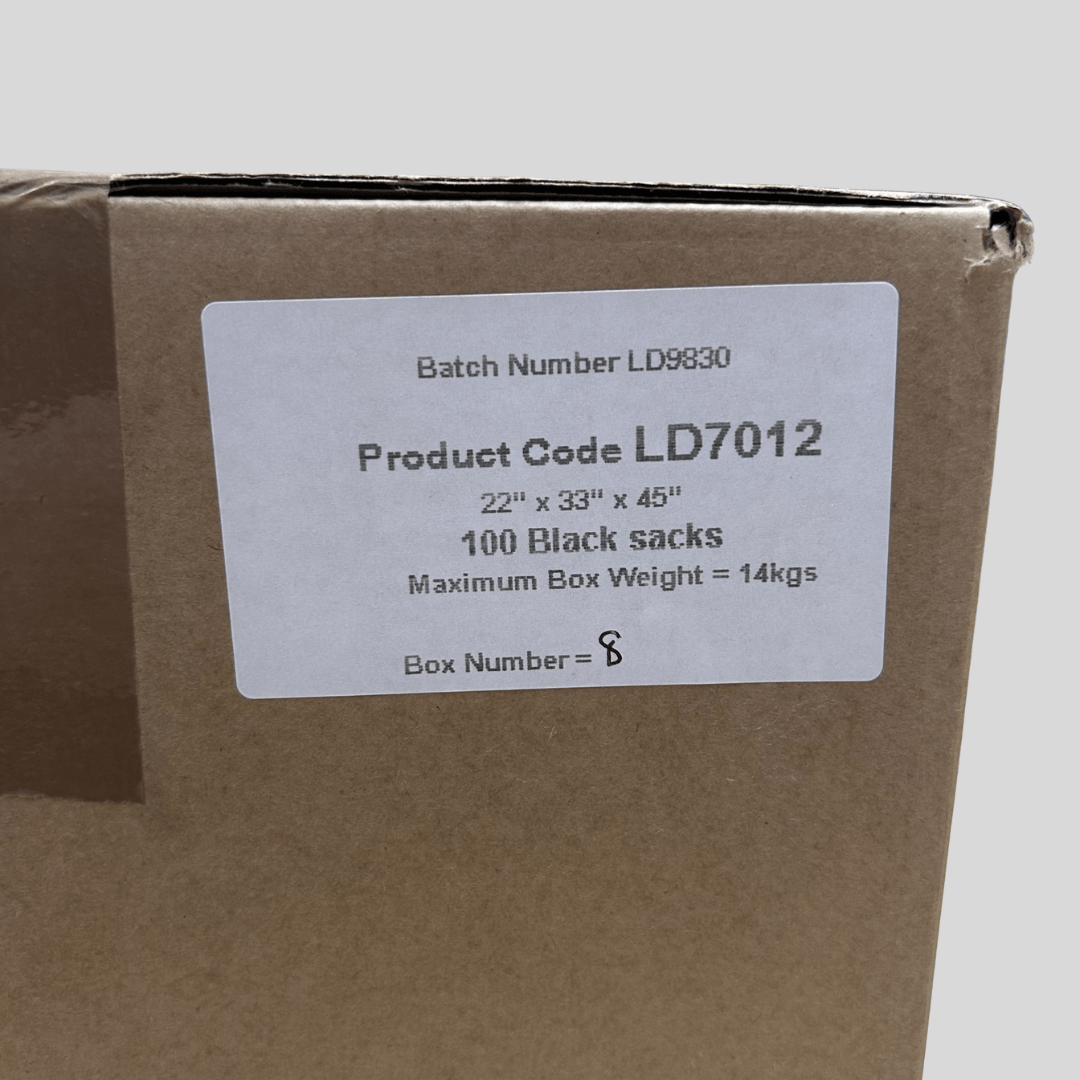 Batch Number LD9830
Product Code LD7012
22" x 33" x 45"
100 Black sacks
Maximum Box Weight = 14kgs
Box Number= 8